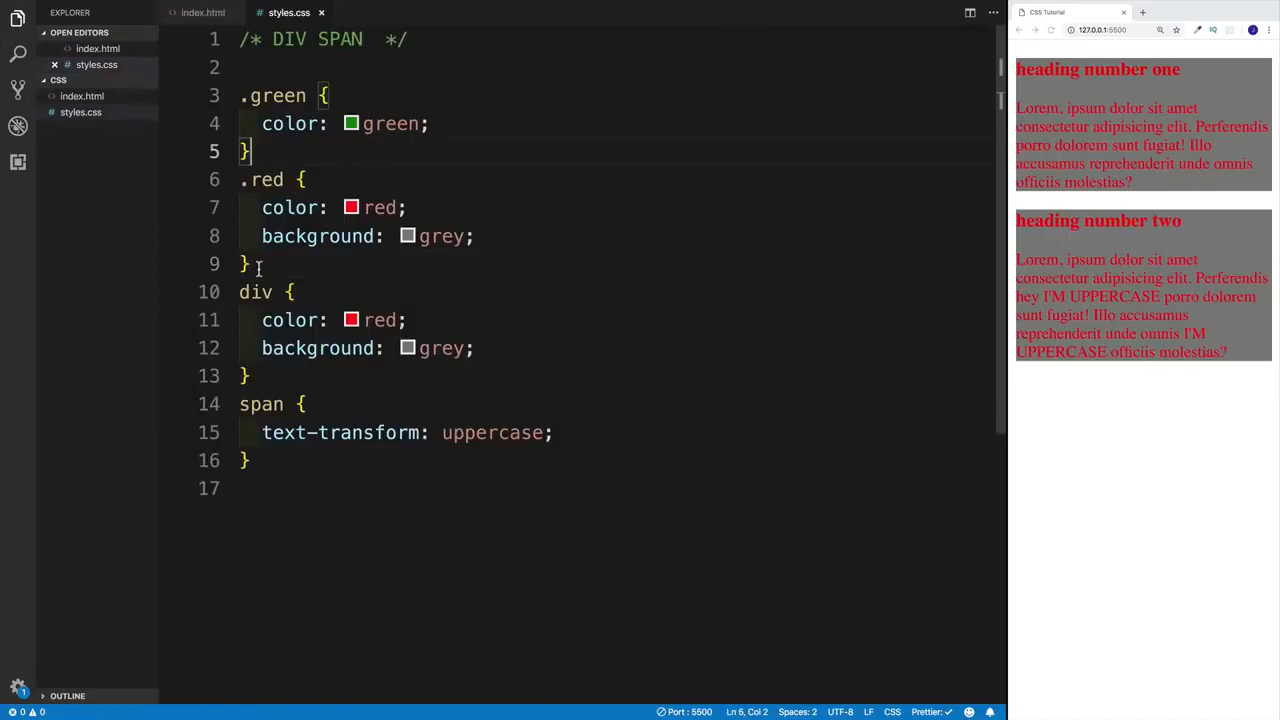 EXPLORER
OPEN EDITORS
index.html
styles.css
CSS
index.html
styles.css
OUTLINE
index.html
styles.css
1 /* DIV SPAN  */
2
3 .green {
4   color: green;
5 }
6 .red {
7   color: red;
8   background: grey;
9 }
10 div {
11   color: red;
12   background: grey;
13 }
14 span {
15   text-transform: uppercase;
16 }
17
CSS Tutorial
127.0.0.1:5500
heading number one
Lorem, ipsum dolor sit amet
consectetur adipisicing elit. Perferendis
porro dolorem sunt fugiat! Illo
accusamus reprehenderit unde omnis
officiis molestias?
heading number two
Lorem, ipsum dolor sit amet
consectetur adipisicing elit. Perferendis
hey I'M UPPERCASE porro dolorem
sunt fugiat! Illo accusamus
reprehenderit unde omnis I'M
UPPERCASE officiis molestias?
1
0 0 Port : 5500 Ln 5, Col 2 Spaces: 2 UTF-8 LF CSS Prettier: ✓